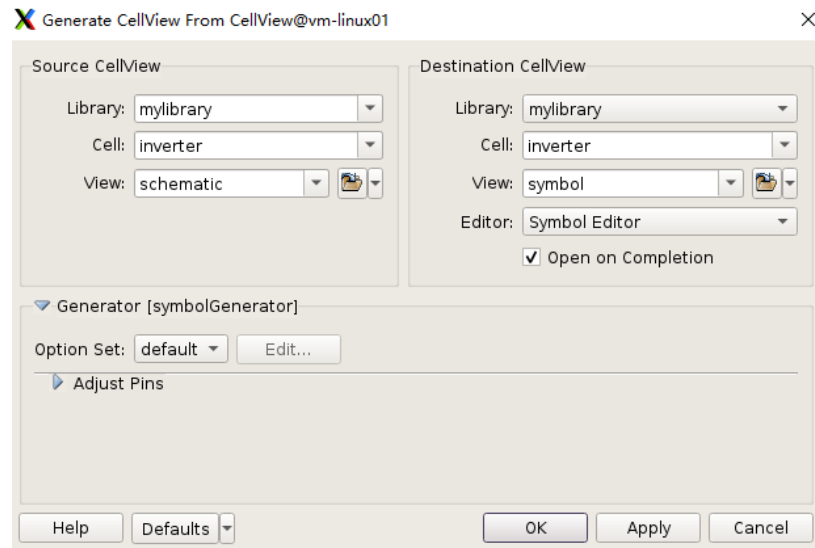 Generate CellView From CellView@vm-linux01
Source CellView
Library: mylibrary
Cell: inverter
View: schematic
Destination CellView
Library: mylibrary
Cell: inverter
View: symbol
Editor: Symbol Editor
Open on Completion
Generator [symbolGenerator]
Option Set: default Edit...
Adjust Pins
Help Defaults OK Apply Cancel